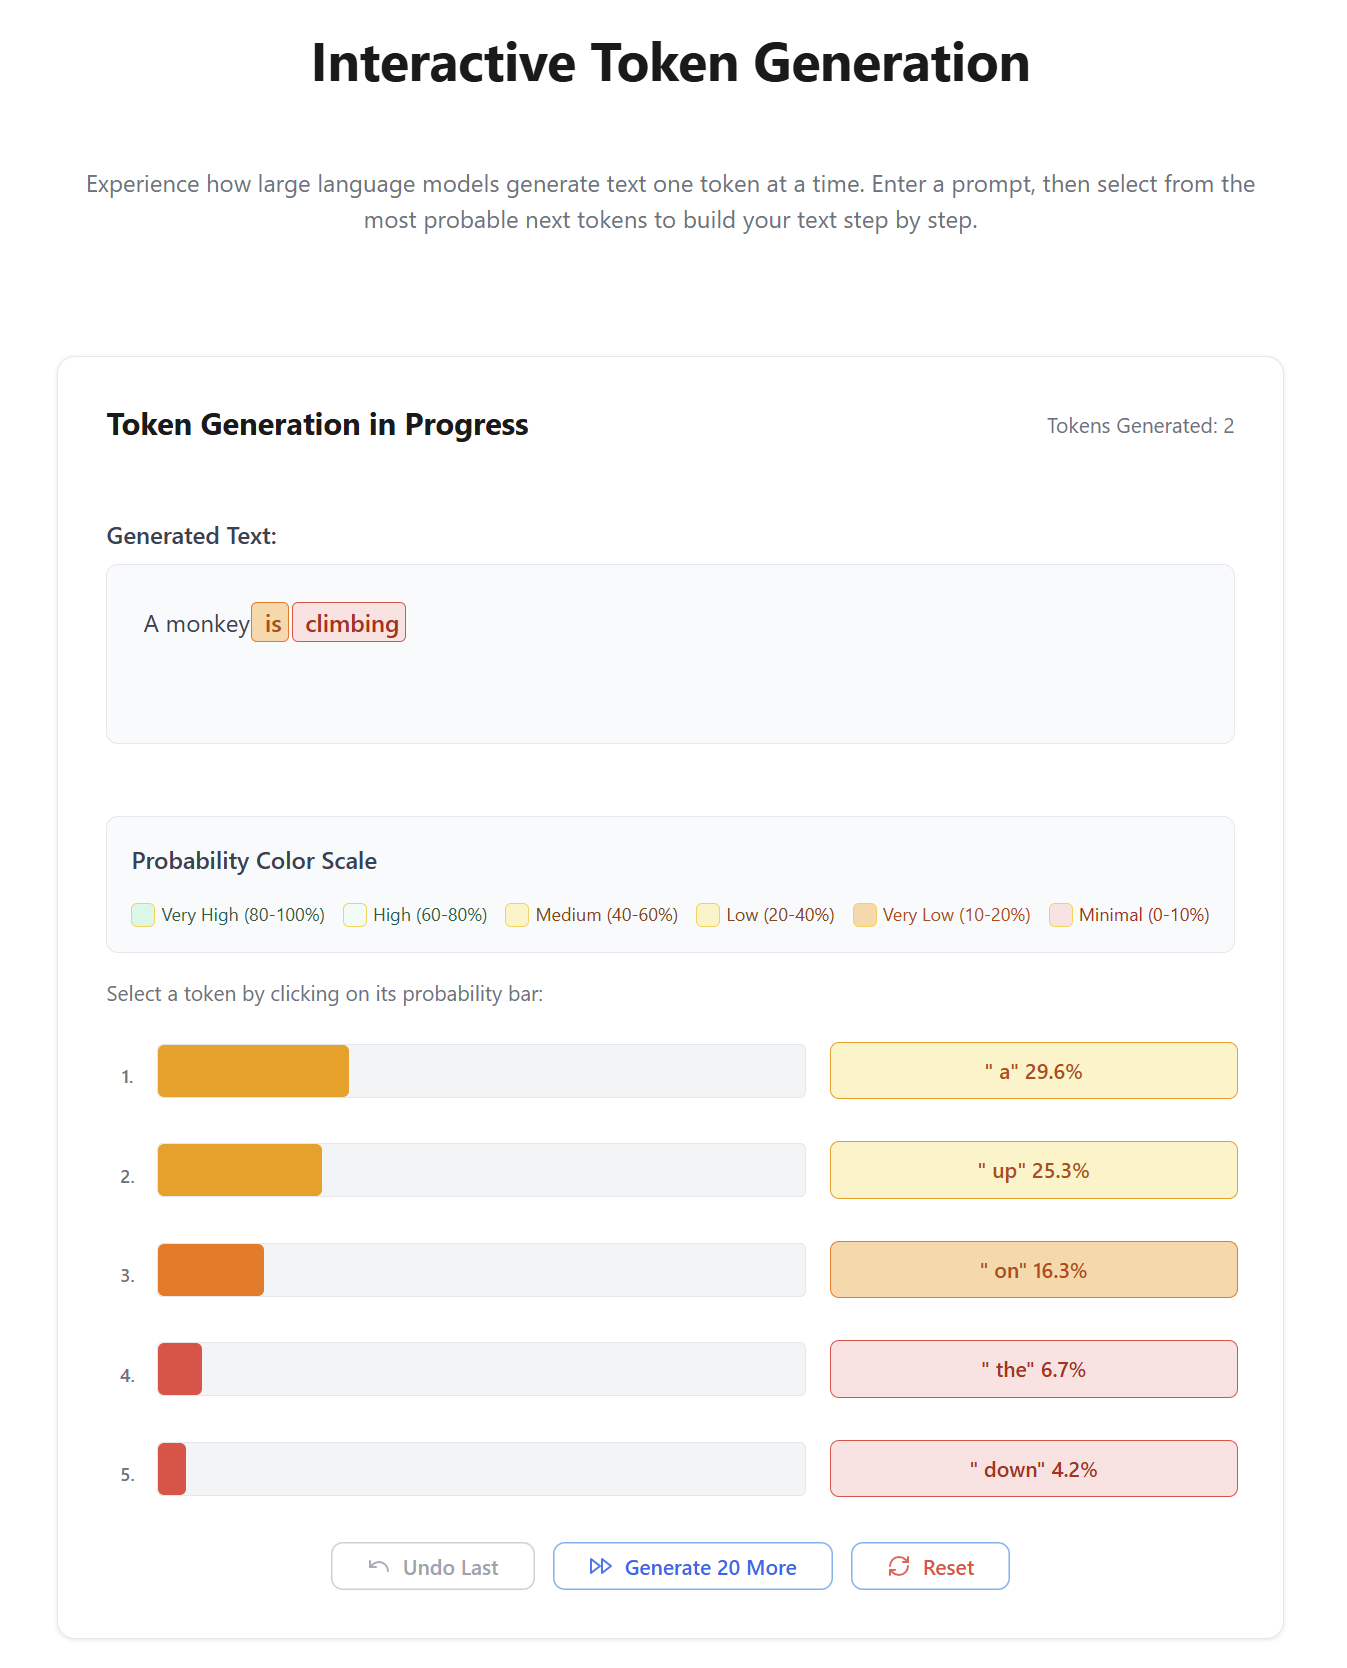 Interactive Token Generation
Experience how large language models generate text one token at a time. Enter a prompt, then select from the
most probable next tokens to build your text step by step.
Token Generation in Progress
Tokens Generated: 2
Generated Text:
A monkey is climbing
Probability Color Scale
Very High (80-100%) High (60-80%) Medium (40-60%) Low (20-40%) Very Low (10-20%) Minimal (0-10%)
Select a token by clicking on its probability bar:
1. " a" 29.6%
2. " up" 25.3%
3. " on" 16.3%
4. " the" 6.7%
5. " down" 4.2%
Undo Last Generate 20 More Reset